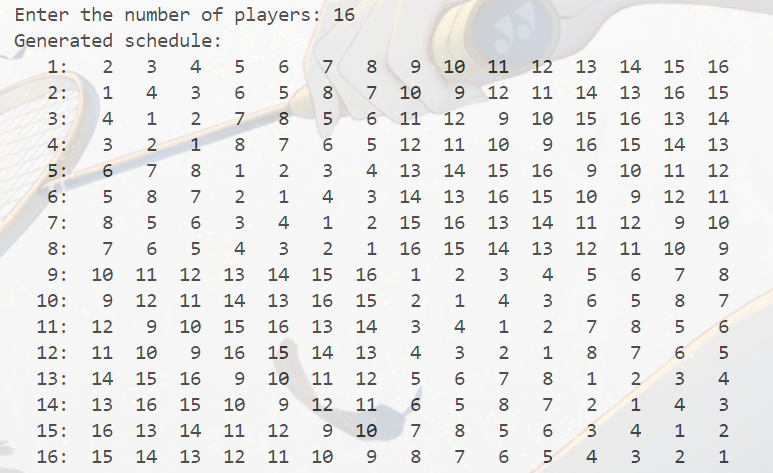 Enter the number of players: 16
Generated schedule:
1: 2 3 4 5 6 7 8 9 10 11 12 13 14 15 16
2: 1 4 3 6 5 8 7 10 9 12 11 14 13 16 15
3: 4 1 2 7 8 5 6 11 12 9 10 15 16 13 14
4: 3 2 1 8 7 6 5 12 11 10 9 16 15 14 13
5: 6 7 8 1 2 3 4 13 14 15 16 9 10 11 12
6: 5 8 7 2 1 4 3 14 13 16 15 10 9 12 11
7: 8 5 6 3 4 1 2 15 16 13 14 11 12 9 10
8: 7 6 5 4 3 2 1 16 15 14 13 12 11 10 9
9: 10 11 12 13 14 15 16 1 2 3 4 5 6 7 8
10: 9 12 11 14 13 16 15 2 1 4 3 6 5 8 7
11: 12 9 10 15 16 13 14 3 4 1 2 7 8 5 6
12: 11 10 9 16 15 14 13 4 3 2 1 8 7 6 5
13: 14 15 16 9 10 11 12 5 6 7 8 1 2 3 4
14: 13 16 15 10 9 12 11 6 5 8 7 2 1 4 3
15: 16 13 14 11 12 9 10 7 8 5 6 3 4 1 2
16: 15 14 13 12 11 10 9 8 7 6 5 4 3 2 1